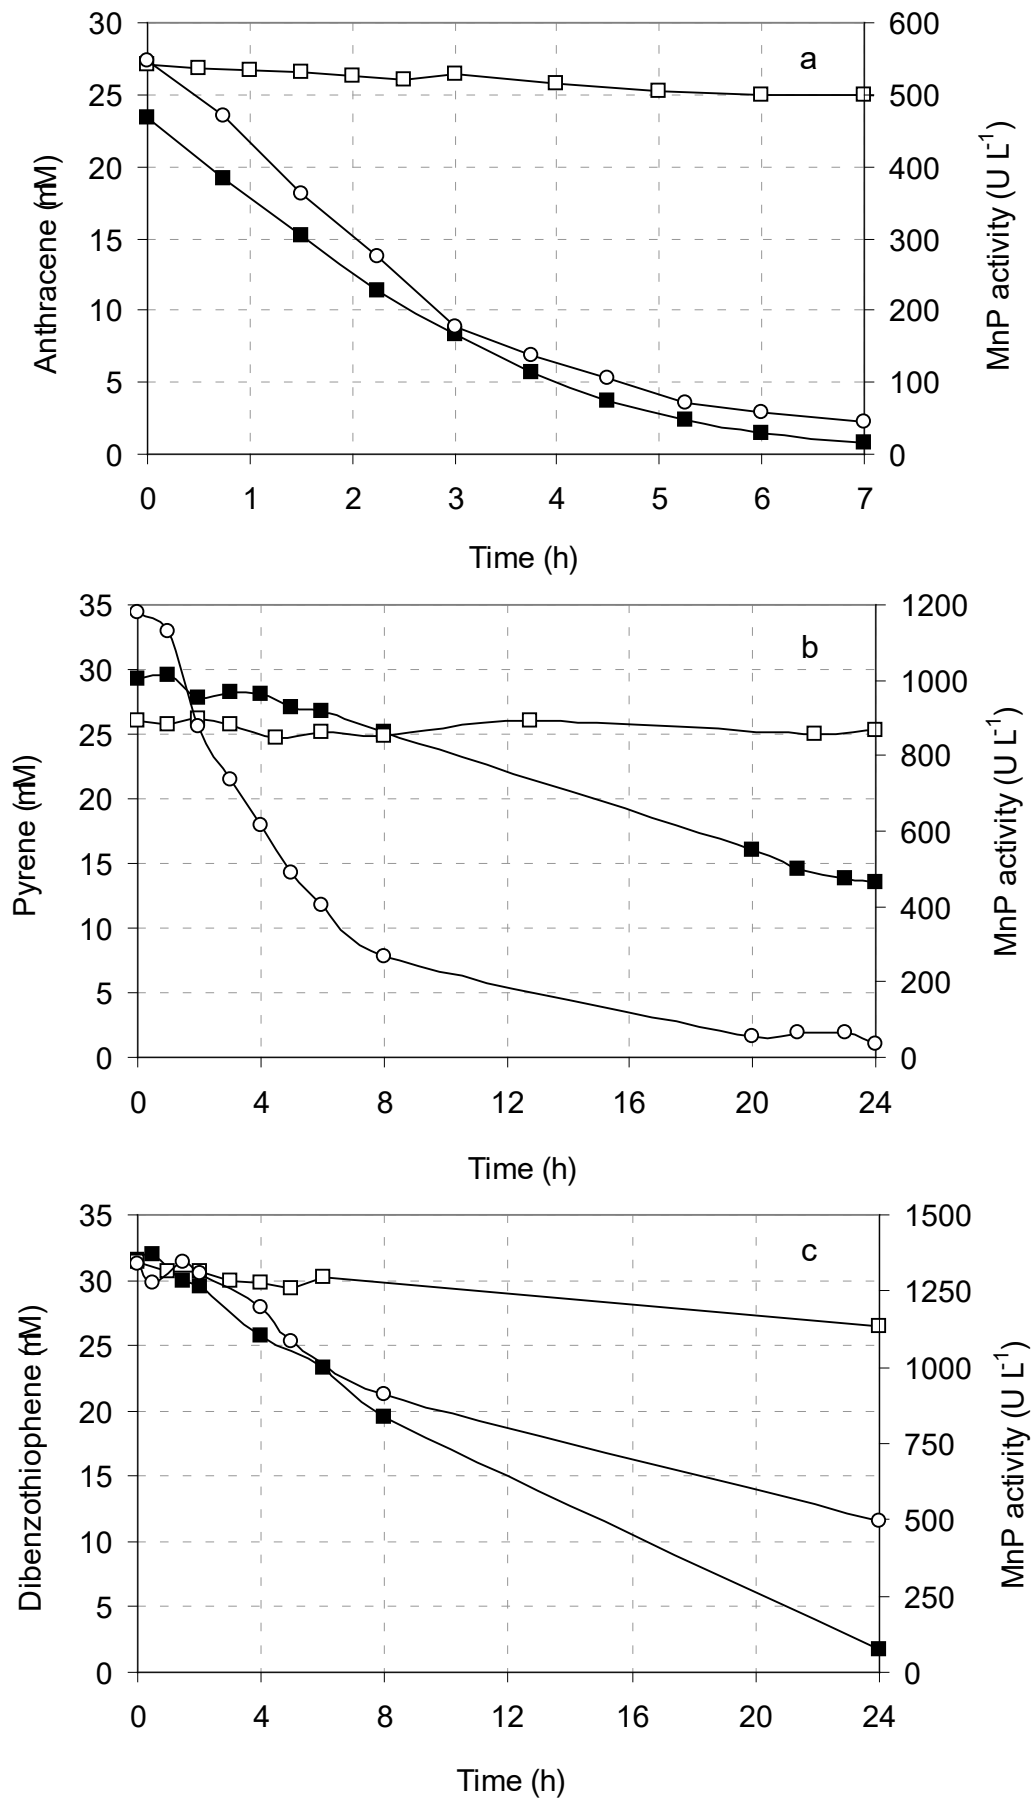 a
30
25
20
15
10
5
0
600
500
400
300
200
100
0
0 1 2 3 4 5 6 7
Anthracene (mM)
MnP activity (U L-1)
Time (h)
b
35
30
25
20
15
10
5
0
1200
1000
800
600
400
200
0
0 4 8 12 16 20 24
Pyrene (mM)
MnP activity (U L-1)
Time (h)
c
35
30
25
20
15
10
5
0
1500
1250
1000
750
500
250
0
0 4 8 12 16 20 24
Dibenzothiophene (mM)
MnP activity (U L-1)
Time (h)